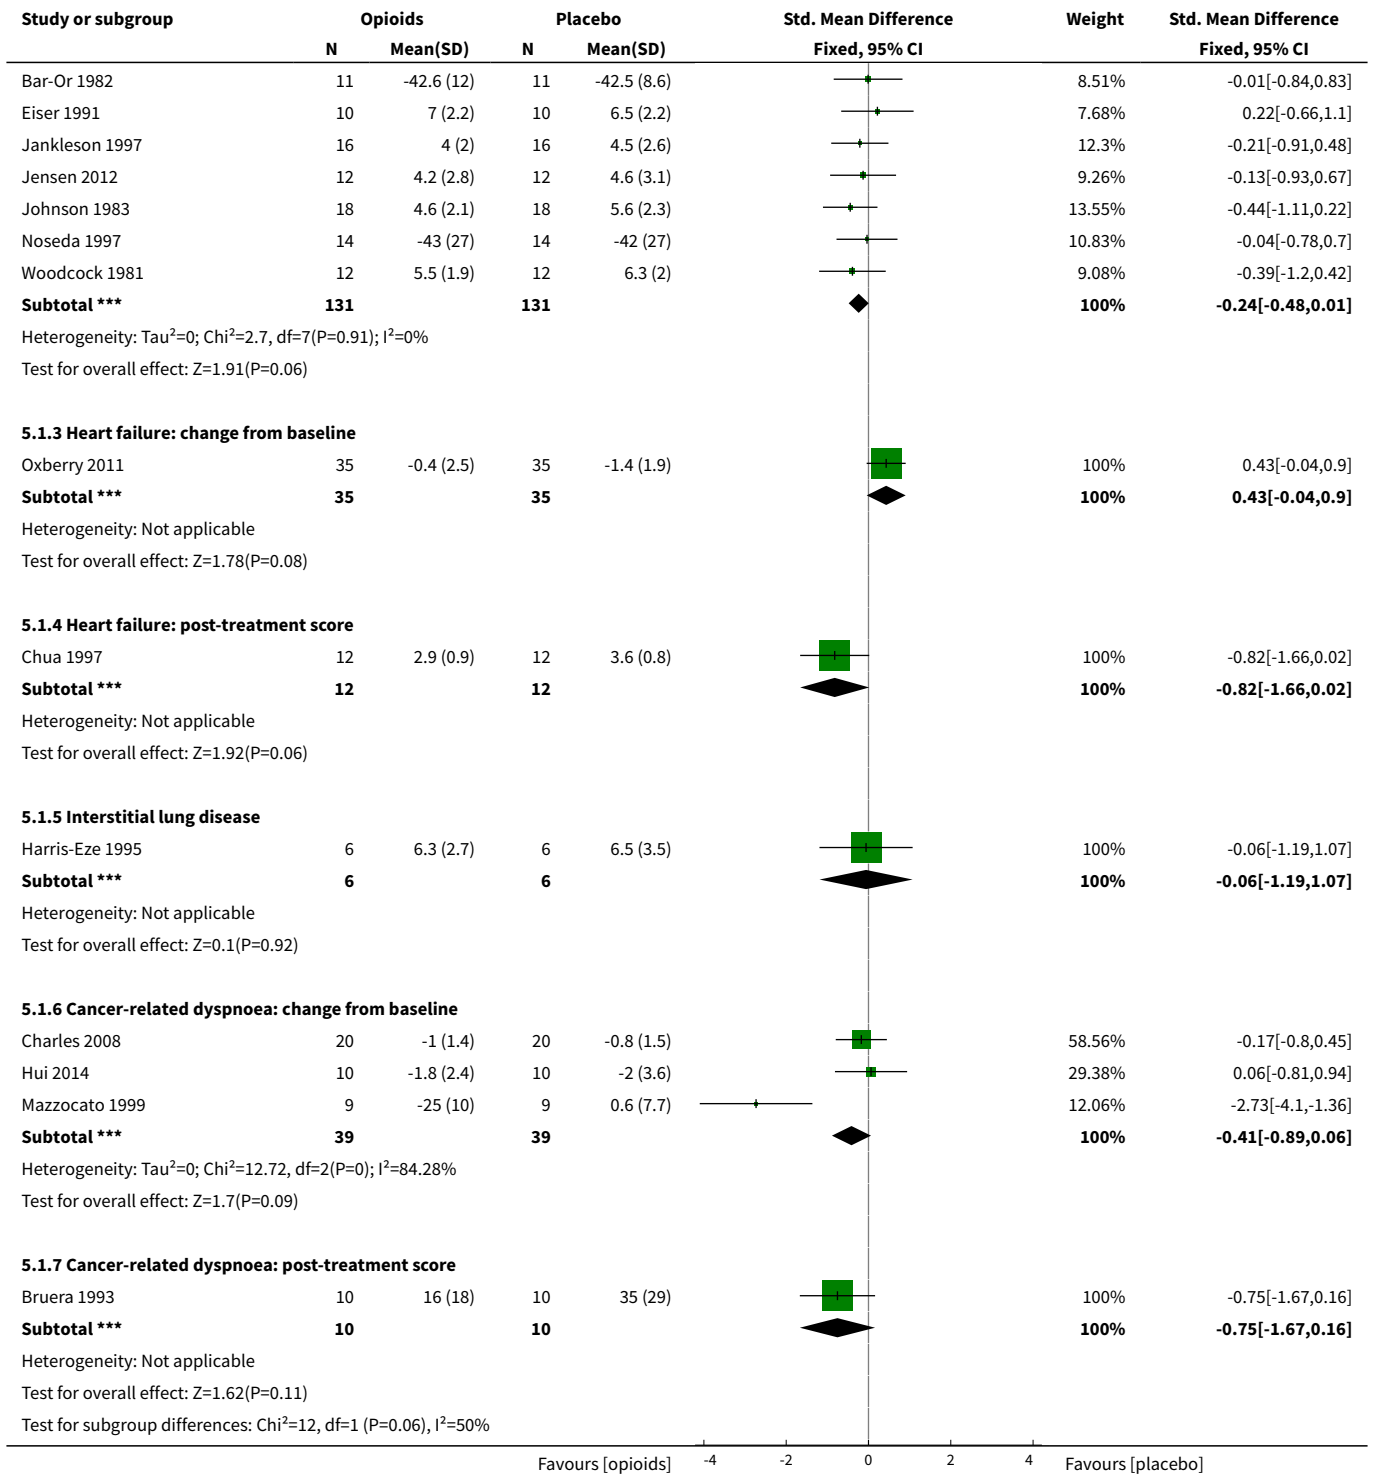 Study or subgroup Opioids Placebo Std. Mean Difference Weight Std. Mean Difference
N Mean(SD) N Mean(SD) Fixed, 95% CI Fixed, 95% CI
Bar-Or 1982 11 -42.6 (12) 11 -42.5 (8.6) 8.51% -0.01[-0.84,0.83]
Eiser 1991 10 7 (2.2) 10 6.5 (2.2) 7.68% 0.22[-0.66,1.1]
Jankleson 1997 16 4 (2) 16 4.5 (2.6) 12.3% -0.21[-0.91,0.48]
Jensen 2012 12 4.2 (2.8) 12 4.6 (3.1) 9.26% -0.13[-0.93,0.67]
Johnson 1983 18 4.6 (2.1) 18 5.6 (2.3) 13.55% -0.44[-1.11,0.22]
Noseda 1997 14 -43 (27) 14 -42 (27) 10.83% -0.04[-0.78,0.7]
Woodcock 1981 12 5.5 (1.9) 12 6.3 (2) 9.08% -0.39[-1.2,0.42]
Subtotal *** 131 131 100% -0.24[-0.48,0.01]
Heterogeneity: Tau²=0; Chi²=2.7, df=7(P=0.91); I²=0%
Test for overall effect: Z=1.91(P=0.06)
5.1.3 Heart failure: change from baseline
Oxberry 2011 35 -0.4 (2.5) 35 -1.4 (1.9) 100% 0.43[-0.04,0.9]
Subtotal *** 35 35 100% 0.43[-0.04,0.9]
Heterogeneity: Not applicable
Test for overall effect: Z=1.78(P=0.08)
5.1.4 Heart failure: post-treatment score
Chua 1997 12 2.9 (0.9) 12 3.6 (0.8) 100% -0.82[-1.66,0.02]
Subtotal *** 12 12 100% -0.82[-1.66,0.02]
Heterogeneity: Not applicable
Test for overall effect: Z=1.92(P=0.06)
5.1.5 Interstitial lung disease
Harris-Eze 1995 6 6.3 (2.7) 6 6.5 (3.5) 100% -0.06[-1.19,1.07]
Subtotal *** 6 6 100% -0.06[-1.19,1.07]
Heterogeneity: Not applicable
Test for overall effect: Z=0.1(P=0.92)
5.1.6 Cancer-related dyspnoea: change from baseline
Charles 2008 20 -1 (1.4) 20 -0.8 (1.5) 58.56% -0.17[-0.8,0.45]
Hui 2014 10 -1.8 (2.4) 10 -2 (3.6) 29.38% 0.06[-0.81,0.94]
Mazzocato 1999 9 -25 (10) 9 0.6 (7.7) 12.06% -2.73[-4.1,-1.36]
Subtotal *** 39 39 100% -0.41[-0.89,0.06]
Heterogeneity: Tau²=0; Chi²=12.72, df=2(P=0); I²=84.28%
Test for overall effect: Z=1.7(P=0.09)
5.1.7 Cancer-related dyspnoea: post-treatment score
Bruera 1993 10 16 (18) 10 35 (29) 100% -0.75[-1.67,0.16]
Subtotal *** 10 10 100% -0.75[-1.67,0.16]
Heterogeneity: Not applicable
Test for overall effect: Z=1.62(P=0.11)
Test for subgroup differences: Chi²=12, df=1 (P=0.06), I²=50%
Favours [opioids] -4 -2 0 2 4 Favours [placebo]